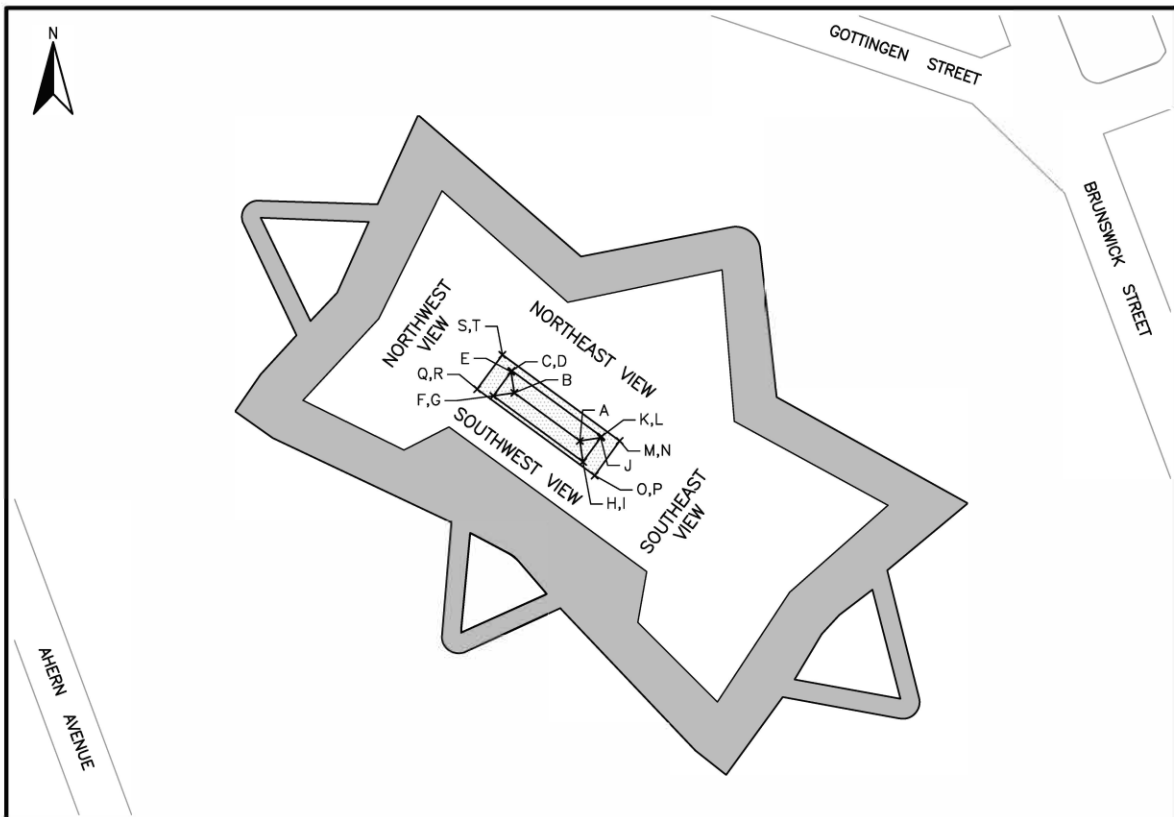 N
GOTTINGEN STREET
BRUNSWICK STREET
NORTHWEST
VIEW
NORTHEAST VIEW
S,T
E
C,D
Q,R
B
F,G
A
K,L
M,N
J
O,P
H,I
SOUTHWEST VIEW
SOUTHEAST
VIEW
AHERN AVENUE